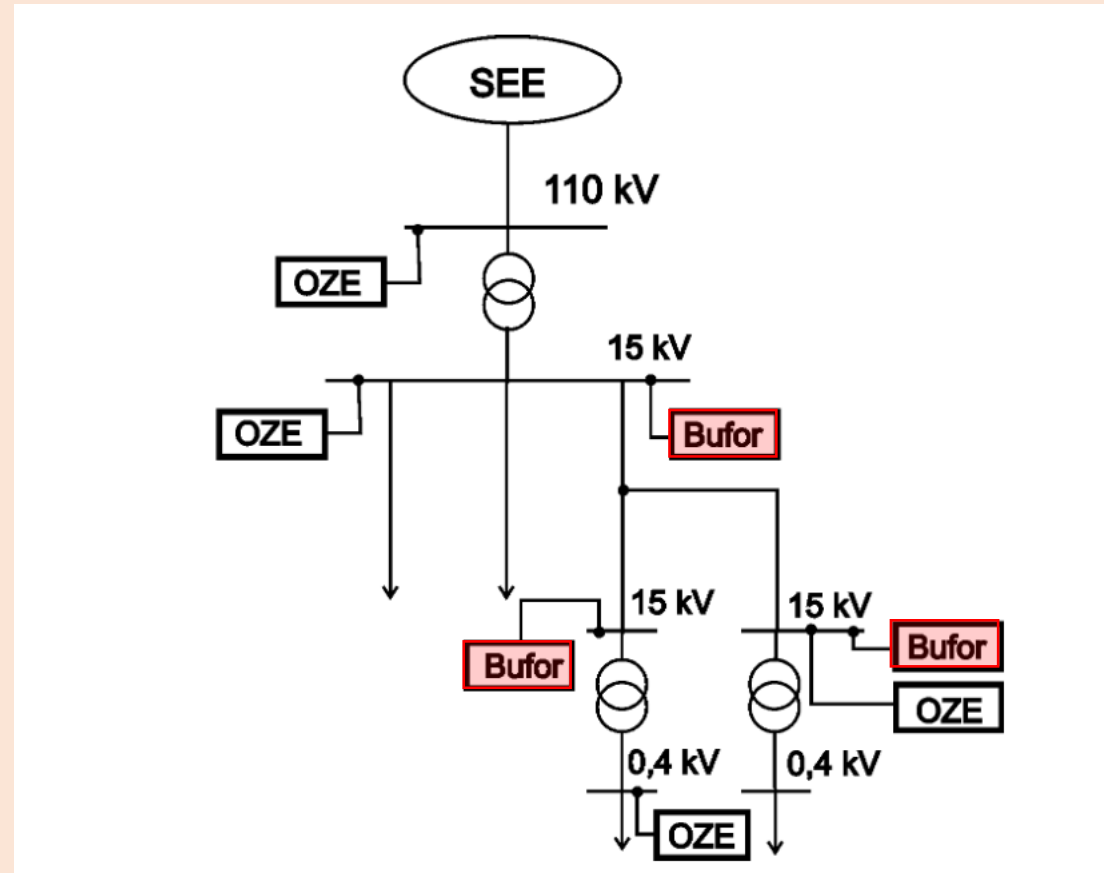 SEE
110 kV
OZE
15 kV
OZE
Bufor
15 kV
15 kV
Bufor
Bufor
OZE
0,4 kV
0,4 kV
OZE